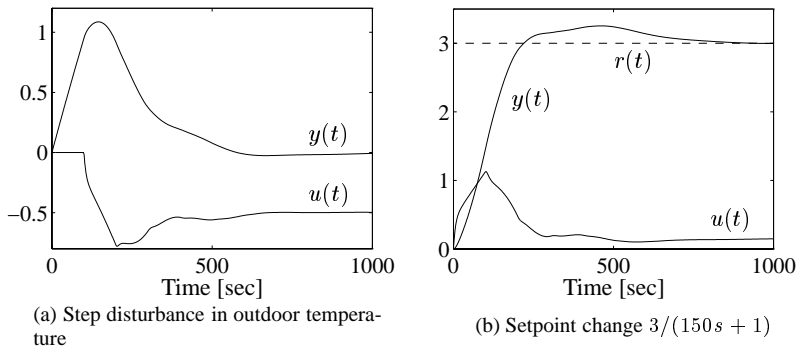 1
0.5
0
−0.5
y(t)
u(t)
0
500
1000
Time [sec]
(a) Step disturbance in outdoor tempera-
ture
3
2
1
0
r(t)
y(t)
u(t)
0
500
1000
Time [sec]
(b) Setpoint change 3/(150s + 1)